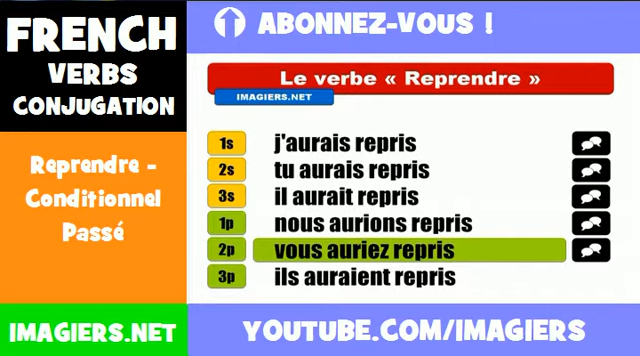 FRENCH
VERBS
CONJUGATION
Reprendre -
Conditionnel
Passé
IMAGIERS.NET
ABONNEZ-VOUS !
Le verbe « Reprendre »
IMAGIERS.NET
1s j'aurais repris
2s tu aurais repris
3s il aurait repris
1p nous aurions repris
2p vous auriez repris
3p ils auraient repris
YOUTUBE.COM/IMAGIERS